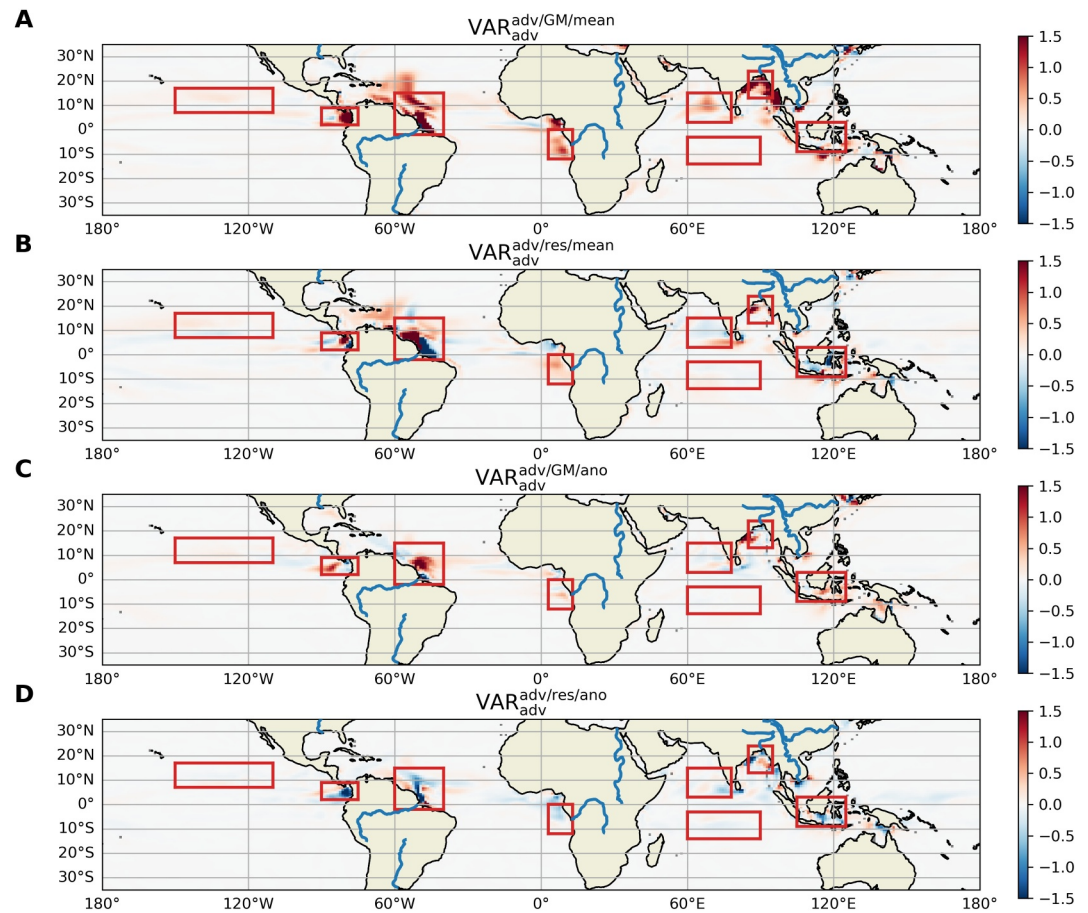 A
VAR adv/GM/mean adv
30°N
20°N
10°N
0°
10°S
20°S
30°S
180° 120°W 60°W 0° 60°E 120°E 180°
1.5
1.0
0.5
0.0
−0.5
−1.0
−1.5
B
VAR adv/res/mean adv
30°N
20°N
10°N
0°
10°S
20°S
30°S
180° 120°W 60°W 0° 60°E 120°E 180°
1.5
1.0
0.5
0.0
−0.5
−1.0
−1.5
C
VAR adv/GM/ano adv
30°N
20°N
10°N
0°
10°S
20°S
30°S
180° 120°W 60°W 0° 60°E 120°E 180°
1.5
1.0
0.5
0.0
−0.5
−1.0
−1.5
D
VAR adv/res/ano adv
30°N
20°N
10°N
0°
10°S
20°S
30°S
180° 120°W 60°W 0° 60°E 120°E 180°
1.5
1.0
0.5
0.0
−0.5
−1.0
−1.5